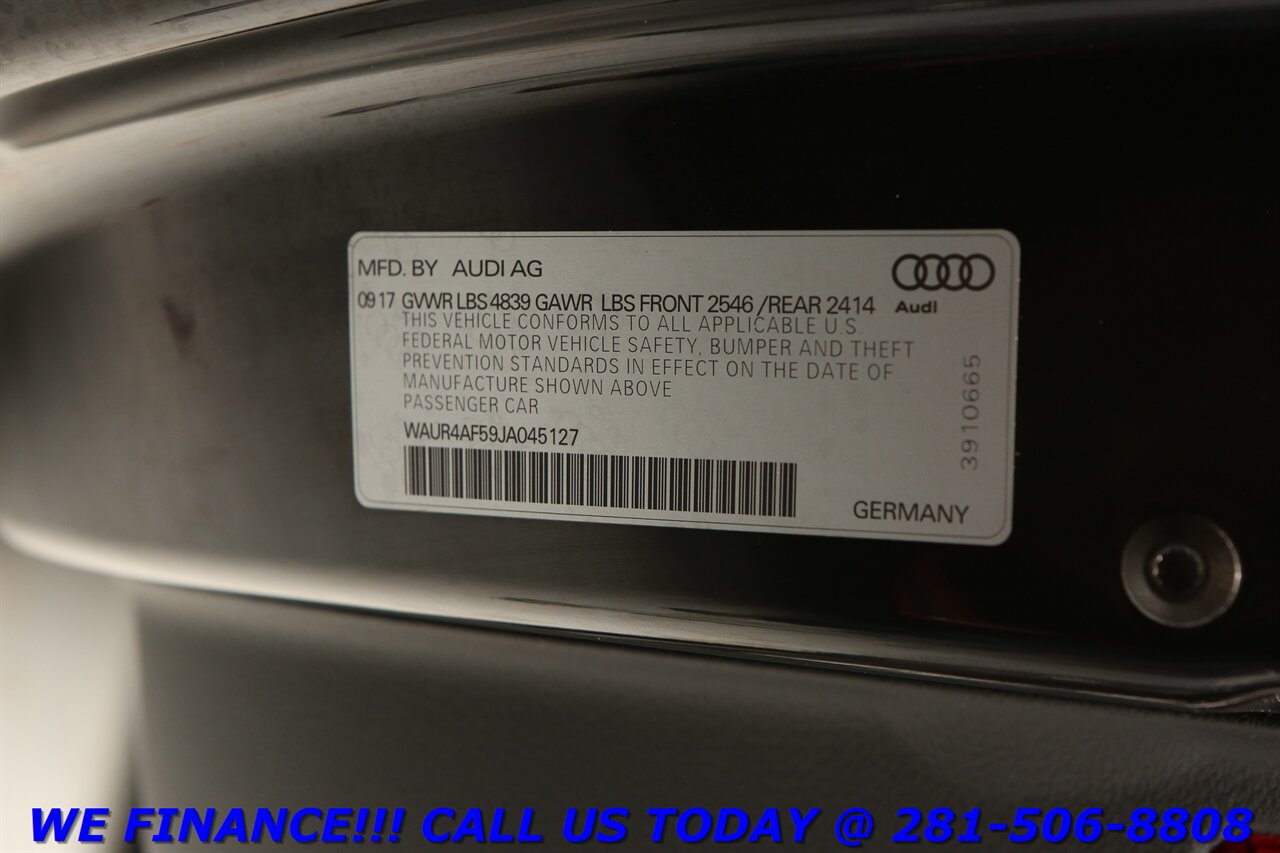 MFD. BY AUDI AG
09 17 GVWR LBS 4839 GAWR LBS FRONT 2546 /REAR 2414
Audi
THIS VEHICLE CONFORMS TO ALL APPLICABLE U.S.
FEDERAL MOTOR VEHICLE SAFETY, BUMPER AND THEFT
PREVENTION STANDARDS IN EFFECT ON THE DATE OF
MANUFACTURE SHOWN ABOVE
PASSENGER CAR
WAUR4AF59JA045127
3910665
GERMANY
WE FINANCE!!! CALL US TODAY @ 281-506-8808